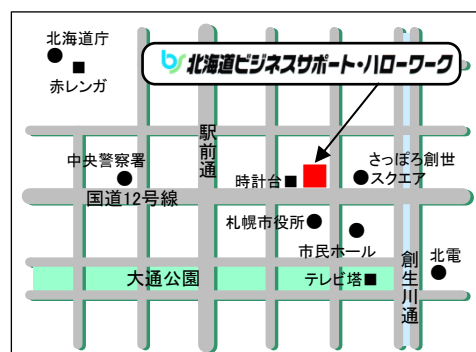 北海道庁
赤レンガ
北海道ビジネスサポート・ハローワーク
駅前通
中央警察署
時計台
さっぽろ創世
スクエア
国道12号線
札幌市役所
市民ホール
北電
大通公園
テレビ塔
創生川通